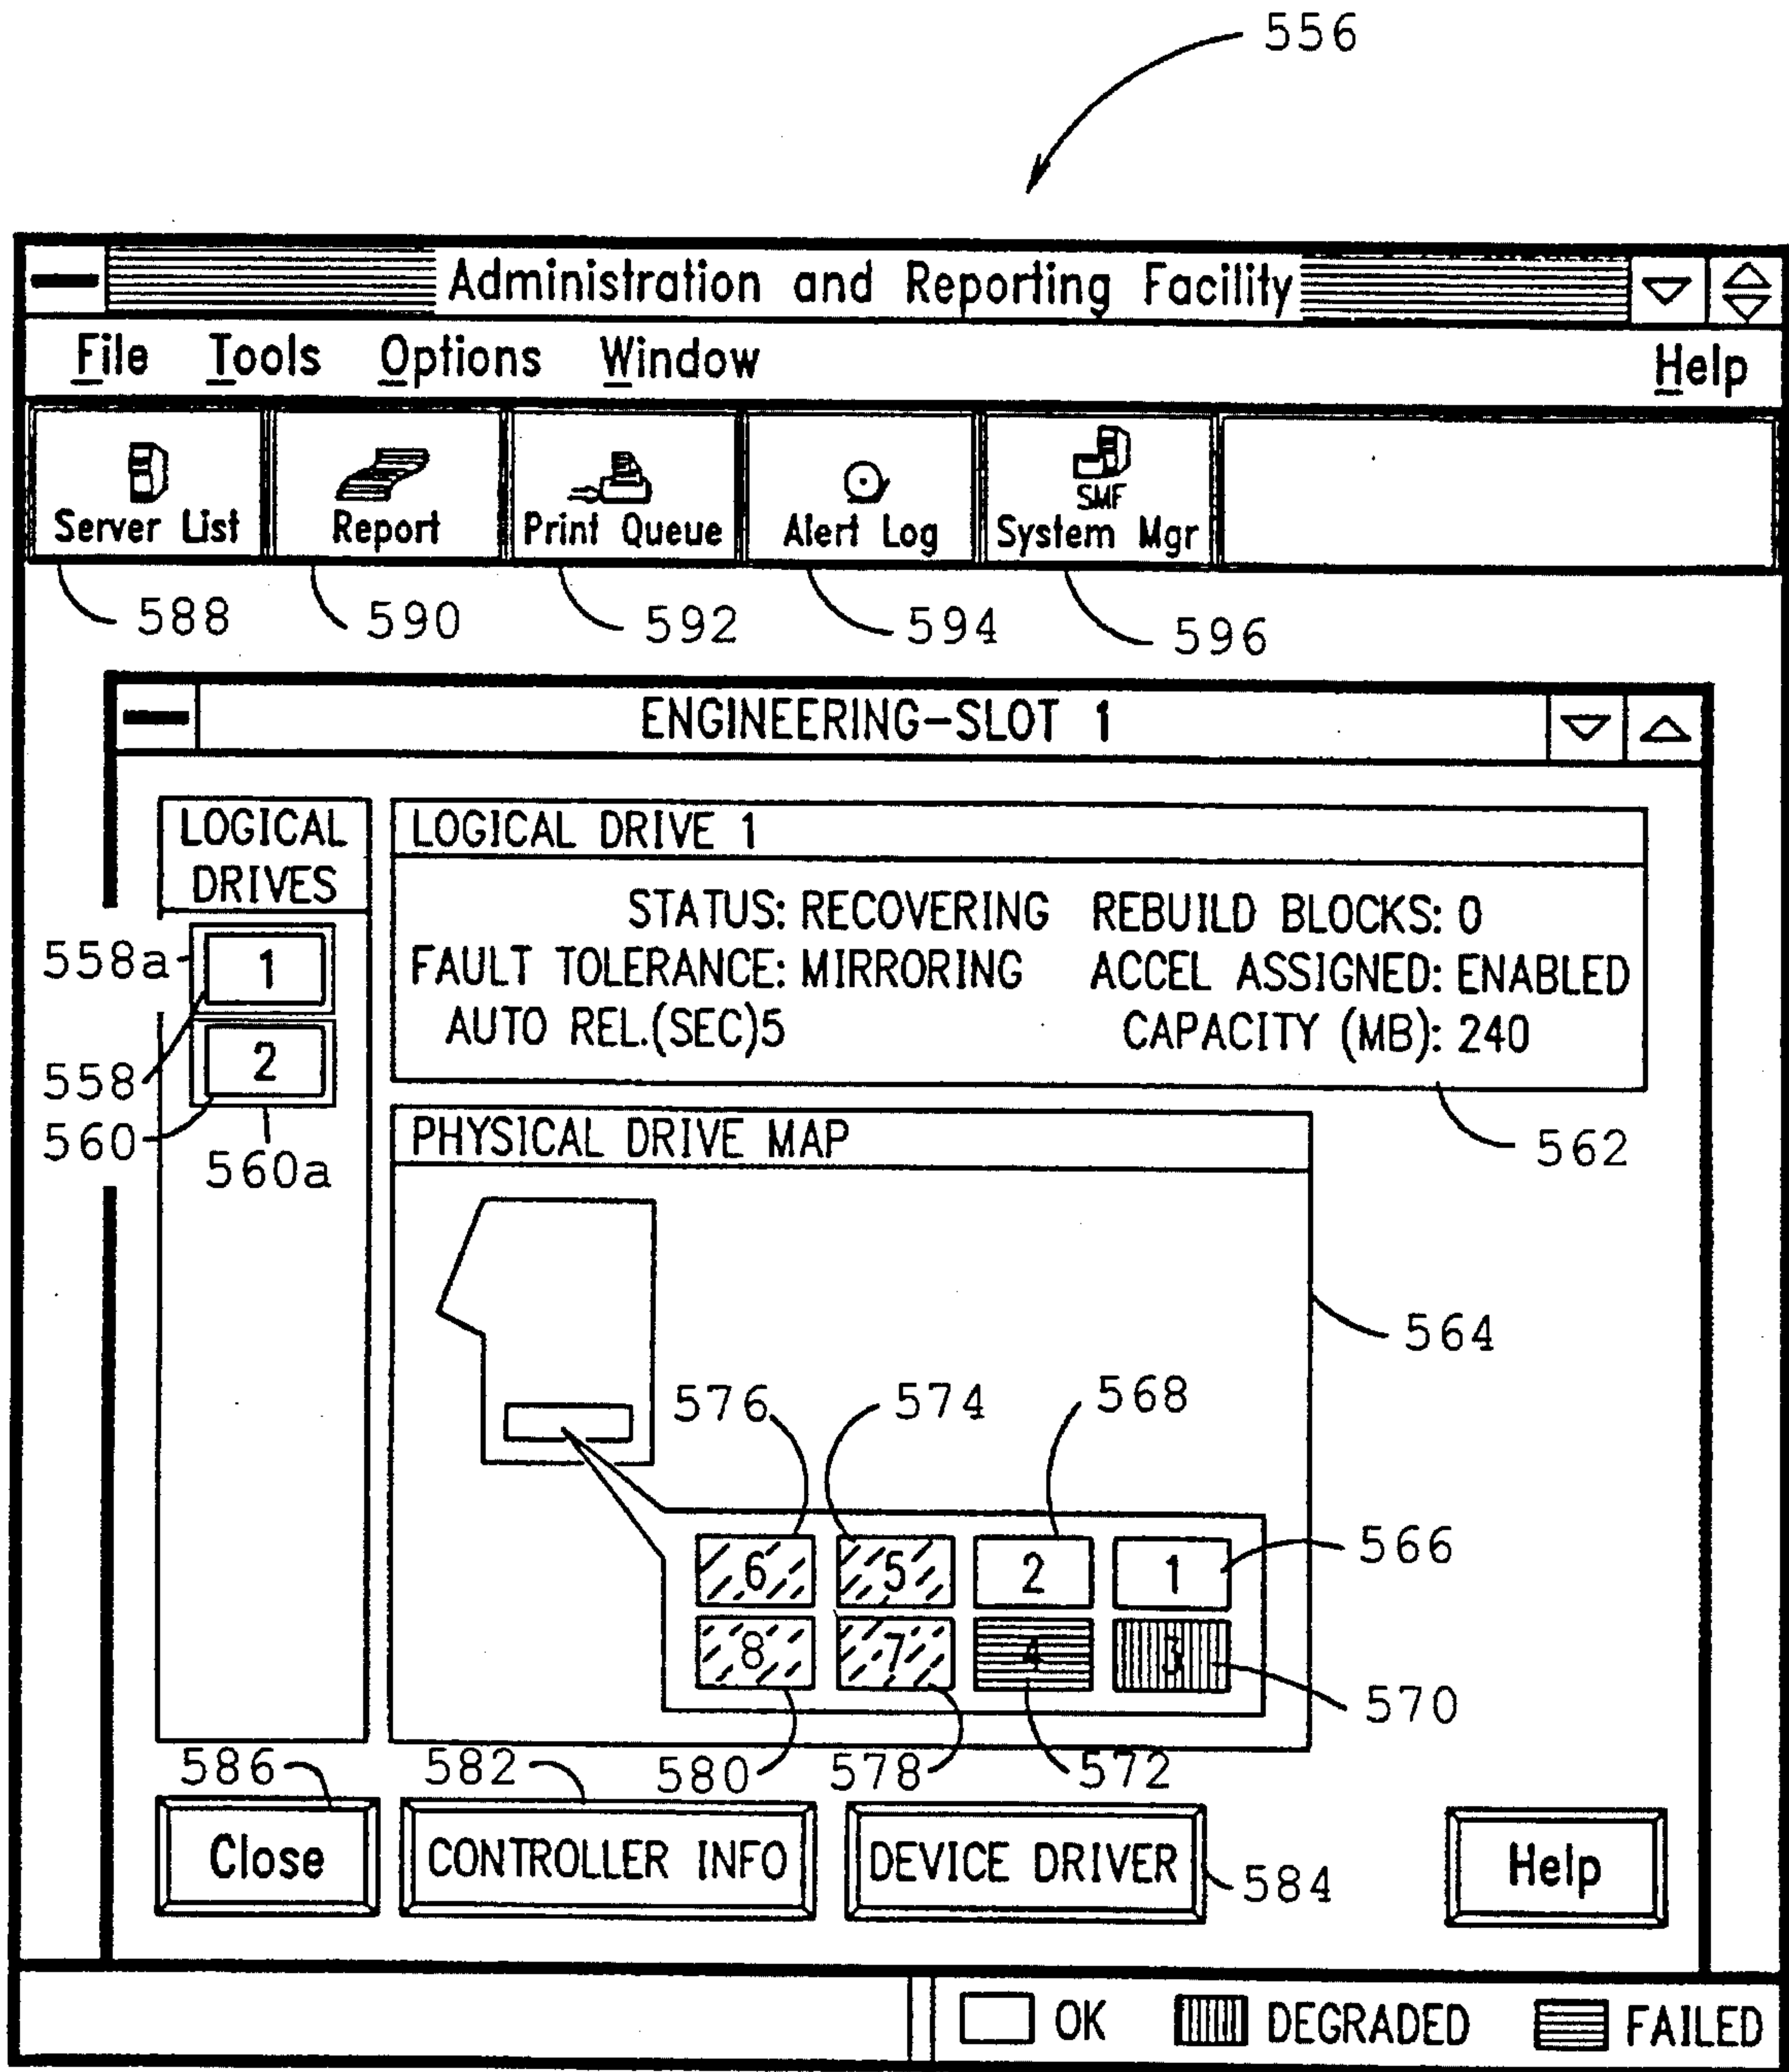 556
Administration and Reporting Facility
File Tools Options Window Help
Server List Report Print Queue Alert Log SMF System Mgr
588 590 592 594 596
ENGINEERING-SLOT 1
LOGICAL DRIVES
558a 1
558
2
560
560a
LOGICAL DRIVE 1
STATUS: RECOVERING REBUILD BLOCKS: 0
FAULT TOLERANCE: MIRRORING ACCEL ASSIGNED: ENABLED
AUTO REL.(SEC)5 CAPACITY (MB): 240
562
PHYSICAL DRIVE MAP
564
576 574 568
6 5 2 1 566
8 7 4 3
570
586 582 580 578 572
Close CONTROLLER INFO DEVICE DRIVER 584 Help
OK DEGRADED FAILED